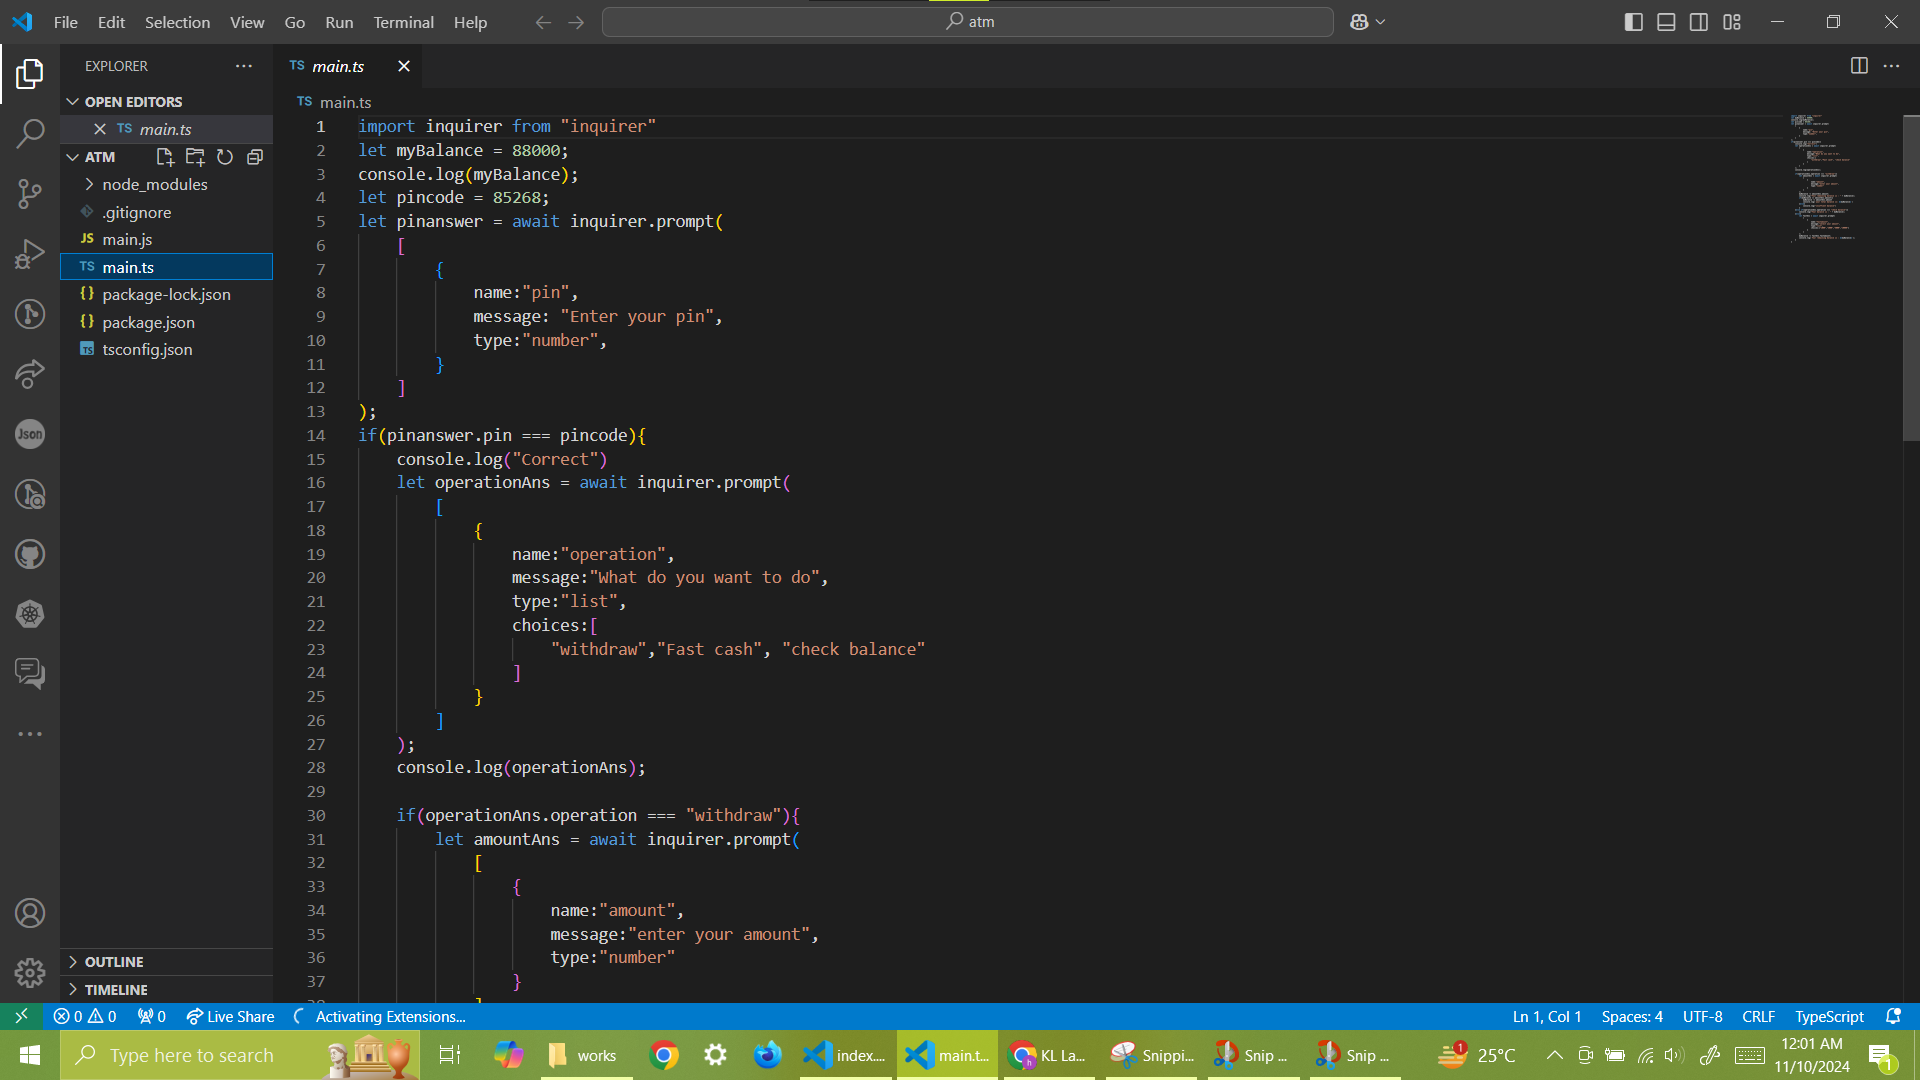 File Edit Selection View Go Run Terminal Help
atm
EXPLORER
OPEN EDITORS
TS main.ts
ATM
node_modules
.gitignore
JS main.js
TS main.ts
{} package-lock.json
{} package.json
TS tsconfig.json
OUTLINE
TIMELINE
Json
TS main.ts
TS main.ts
1 import inquirer from "inquirer"
2 let myBalance = 88000;
3 console.log(myBalance);
4 let pincode = 85268;
5 let pinanswer = await inquirer.prompt(
6 [
7 {
8 name:"pin",
9 message: "Enter your pin",
10 type:"number",
11 }
12 ]
13 );
14 if(pinanswer.pin === pincode){
15 console.log("Correct")
16 let operationAns = await inquirer.prompt(
17 [
18 {
19 name:"operation",
20 message:"What do you want to do",
21 type:"list",
22 choices:[
23 "withdraw","Fast cash", "check balance"
24 ]
25 }
26 ]
27 );
28 console.log(operationAns);
29
30 if(operationAns.operation === "withdraw"){
31 let amountAns = await inquirer.prompt(
32 [
33 {
34 name:"amount",
35 message:"enter your amount",
36 type:"number"
37 }
0 0 0 Live Share Activating Extensions... Ln 1, Col 1 Spaces: 4 UTF-8 CRLF TypeScript
Type here to search works index.... main.t... KL La... Snippi... Snip ... Snip ... 1 25°C 12:01 AM
11/10/2024 1